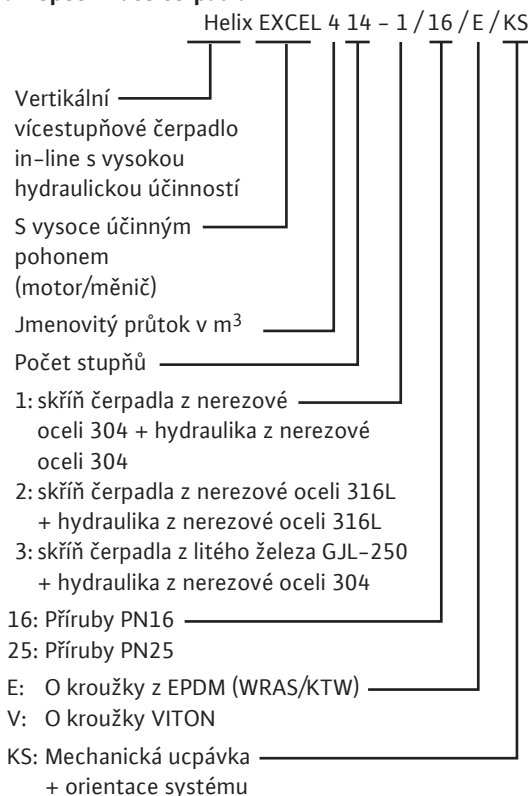 Helix EXCEL 4 14 - 1 / 16 / E / KS
Vertikální
vícestupňové čerpadlo
in-line s vysokou
hydraulickou účinností
S vysoce účinným
pohonem
(motor/měnič)
Jmenovitý průtok v m³
Počet stupňů
1: skříň čerpadla z nerezové
oceli 304 + hydraulika z nerezové
oceli 304
2: skříň čerpadla z nerezové oceli 316L
+ hydraulika z nerezové oceli 316L
3: skříň čerpadla z litého železa GJL-250
+ hydraulika z nerezové oceli 304
16: Příruby PN16
25: Příruby PN25
E: O kroužky z EPDM (WRAS/KTW)
V: O kroužky VITON
KS: Mechanická ucpávka
+ orientace systému